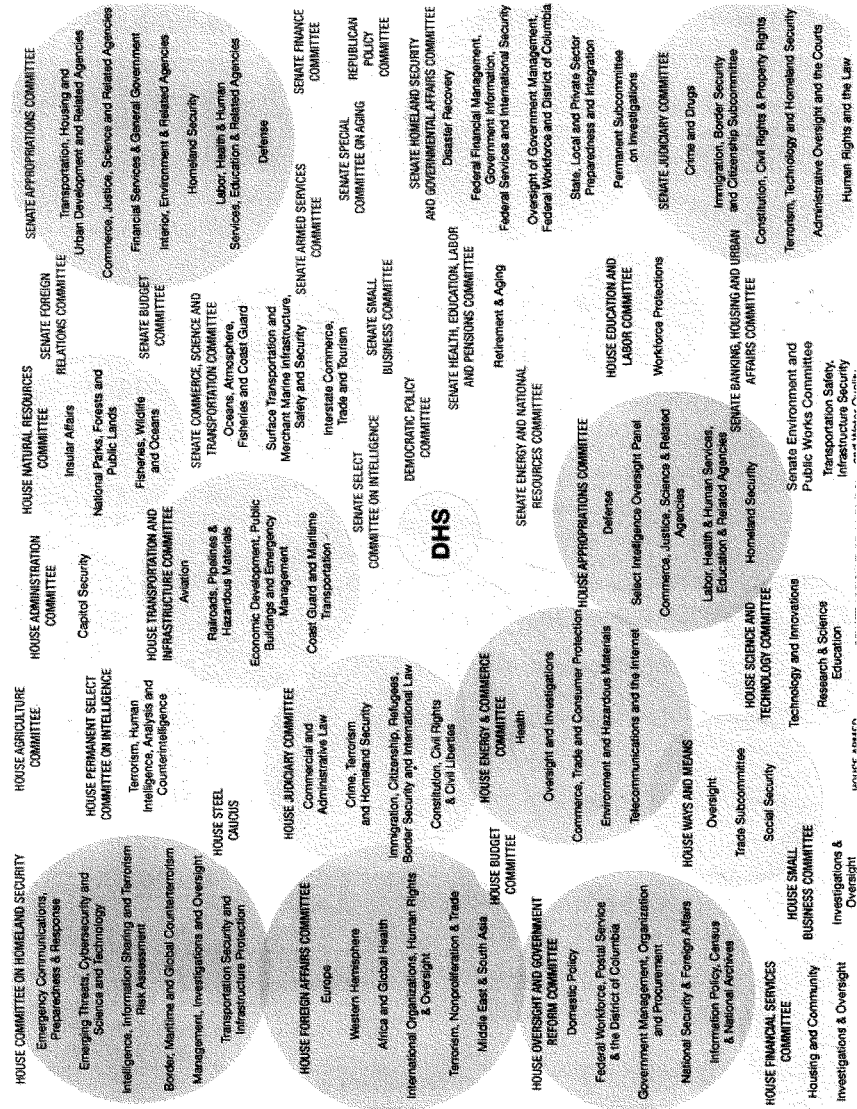 HOUSE COMMITTEE ON HOMELAND SECURITY
Emergency Communications,
Preparedness & Response
Emerging Threats, Cybersecurity and
Science and Technology
Intelligence, Information Sharing and Terrorism
Risk Assessment
Border, Maritime and Global Counterterrorism
Management, Investigations and Oversight
Transportation Security and
Infrastructure Protection
HOUSE AGRICULTURE
COMMITTEE
HOUSE PERMANENT SELECT
COMMITTEE ON INTELLIGENCE
Terrorism, Human
Intelligence, Analysis and
Counterintelligence
HOUSE STEEL
CAUCUS
HOUSE ADMINISTRATION
COMMITTEE
Capitol Security
HOUSE TRANSPORTATION AND
INFRASTRUCTURE COMMITTEE
Aviation
Railroads, Pipelines &
Hazardous Materials
Economic Development, Public
Buildings and Emergency
Management
Coast Guard and Maritime
Transportation
HOUSE NATURAL RESOURCES
COMMITTEE
Insular Affairs
National Parks, Forests and
Public Lands
Fisheries, Wildlife
and Oceans
SENATE FOREIGN
RELATIONS COMMITTEE
SENATE BUDGET
COMMITTEE
SENATE APPROPRIATIONS COMMITTEE
Transportation, Housing and
Urban Development and Related Agencies
Commerce, Justice, Science and Related Agencies
Financial Services & General Government
Interior, Environment & Related Agencies
Homeland Security
Labor, Health & Human
Services, Education & Related Agencies
Defense
SENATE COMMERCE, SCIENCE AND
TRANSPORTATION COMMITTEE
Oceans, Atmosphere,
Fisheries and Coast Guard
Surface Transportation and
Merchant Marine Infrastructure,
Safety and Security
Interstate Commerce,
Trade and Tourism
SENATE ARMED SERVICES
COMMITTEE
SENATE FINANCE
COMMITTEE
SENATE SPECIAL
COMMITTEE ON AGING
REPUBLICAN
POLICY
COMMITTEE
HOUSE FOREIGN AFFAIRS COMMITTEE
Europe
Western Hemisphere
Africa and Global Health
International Organizations, Human Rights
& Oversight
Terrorism, Nonproliferation & Trade
Middle East & South Asia
HOUSE JUDICIARY COMMITTEE
Commercial and
Administrative Law
Crime, Terrorism
and Homeland Security
Immigration, Citizenship, Refugees,
Border Security and International Law
Constitution, Civil Rights
& Civil Liberties
SENATE SELECT
COMMITTEE ON INTELLIGENCE
SENATE SMALL
BUSINESS COMMITTEE
DEMOCRATIC POLICY
COMMITTEE
DHS
SENATE HOMELAND SECURITY
AND GOVERNMENTAL AFFAIRS COMMITTEE
Disaster Recovery
Federal Financial Management,
Government Information,
Federal Services and International Security
Oversight of Government Management,
Federal Workforce and District of Columbia
State, Local and Private Sector
Preparedness and Integration
Permanent Subcommittee
on Investigations
SENATE HEALTH, EDUCATION, LABOR
AND PENSIONS COMMITTEE
Retirement & Aging
HOUSE BUDGET
COMMITTEE
HOUSE ENERGY & COMMERCE
COMMITTEE
Health
Oversight and Investigations
Commerce, Trade and Consumer Protection
Environment and Hazardous Materials
Telecommunications and the Internet
SENATE ENERGY AND NATIONAL
RESOURCES COMMITTEE
HOUSE OVERSIGHT AND GOVERNMENT
REFORM COMMITTEE
Domestic Policy
Federal Workforce, Postal Service
& the District of Columbia
Government Management, Organization
and Procurement
National Security & Foreign Affairs
Information Policy, Census
& National Archives
HOUSE APPROPRIATIONS COMMITTEE
Defense
Select Intelligence Oversight Panel
Commerce, Justice, Science & Related
Agencies
Labor, Health & Human Services,
Education & Related Agencies
Homeland Security
HOUSE EDUCATION AND
LABOR COMMITTEE
Workforce Protections
SENATE JUDICIARY COMMITTEE
Crime and Drugs
Immigration, Border Security
and Citizenship Subcommittee
Constitution, Civil Rights & Property Rights
Terrorism, Technology and Homeland Security
Administrative Oversight and the Courts
Human Rights and the Law
HOUSE WAYS AND MEANS
Oversight
Trade Subcommittee
Social Security
HOUSE SCIENCE AND
TECHNOLOGY COMMITTEE
Technology and Innovations
Research & Science
Education
SENATE BANKING, HOUSING AND URBAN
AFFAIRS COMMITTEE
Senate Environment and
Public Works Committee
Transportation Safety,
Infrastructure Security
and Water Quality
HOUSE FINANCIAL SERVICES
COMMITTEE
Housing and Community
Investigations & Oversight
HOUSE SMALL
BUSINESS COMMITTEE
Investigations &
Oversight
HOUSE ARMED